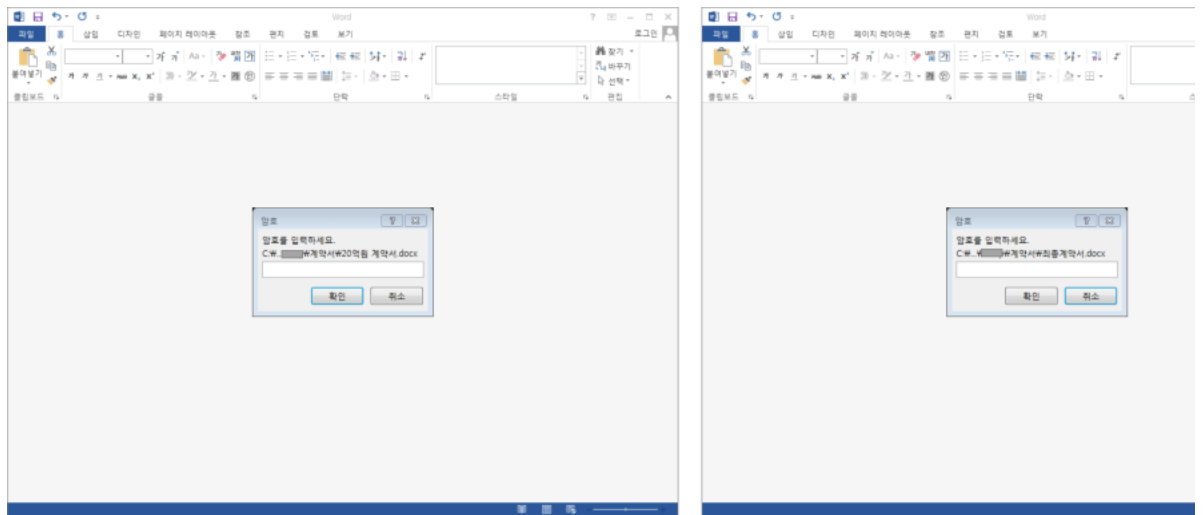 Word
파일 홈 삽입 디자인 페이지 레이아웃 참조 편지 검토 보기 로그인
붙여넣기
가 가 Aa
찾기
바꾸기
선택
클립보드 글꼴 단락 스타일 편집
암호
암호를 입력하세요.
C:₩...₩계약서₩20억원 계약서.docx
확인 취소
Word
파일 홈 삽입 디자인 페이지 레이아웃 참조 편지 검토 보기
붙여넣기
가 가 Aa
클립보드 글꼴 단락
암호
암호를 입력하세요.
C:₩...₩계약서₩최종계약서.docx
확인 취소